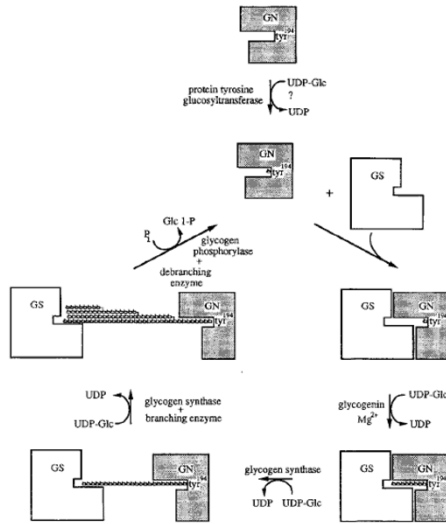 GN
tyr194
protein tyrosine
glucosyltransferase
UDP-Glc
?
UDP
GN
tyr194
+
GS
Pi
Glc 1-P
glycogen
phosphorylase
+
debranching
enzyme
GS
GN
tyr194
GS
GN
tyr194
UDP
UDP-Glc
glycogen synthase
+
branching enzyme
glycogenin
Mg2+
UDP-Glc
UDP
GS
GN
tyr194
glycogen synthase
UDP
UDP-Glc
GS
GN
tyr194